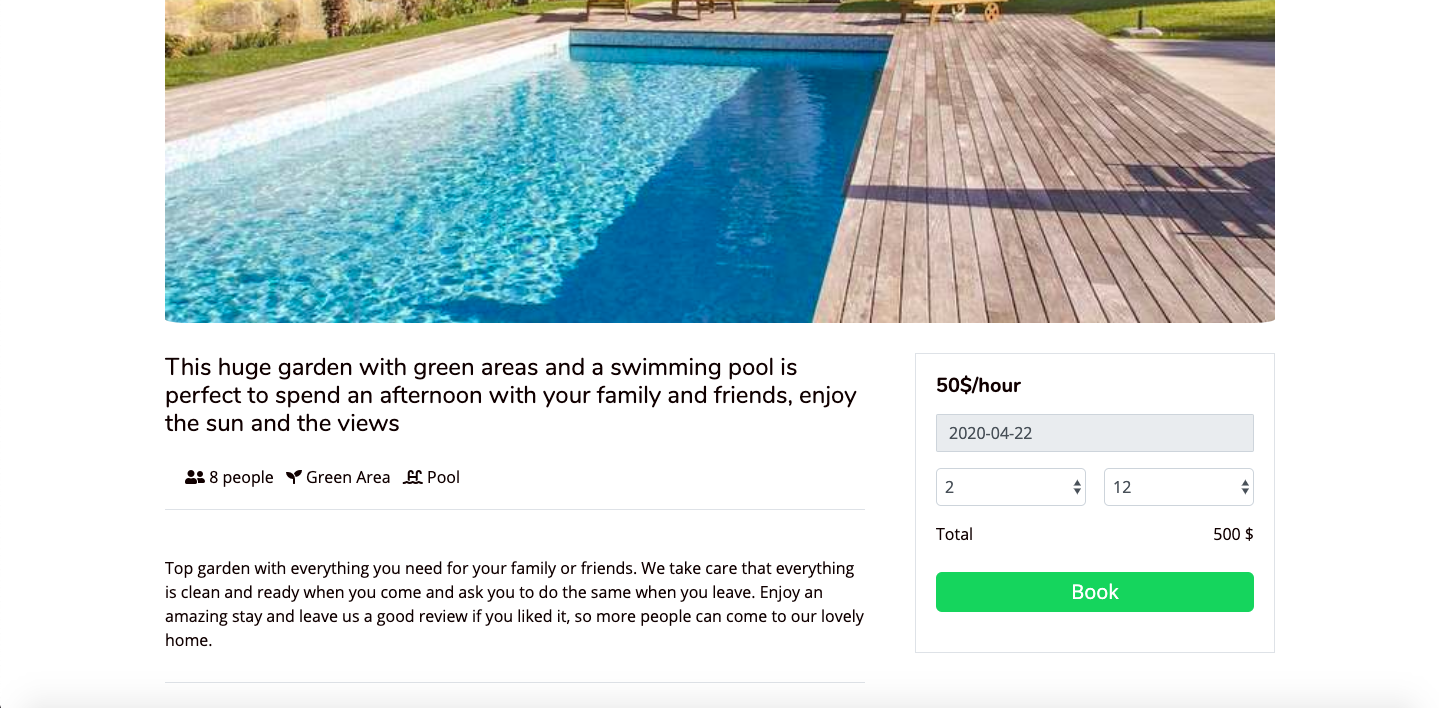 This huge garden with green areas and a swimming pool is
perfect to spend an afternoon with your family and friends, enjoy
the sun and the views
8 people Green Area Pool
Top garden with everything you need for your family or friends. We take care that everything
is clean and ready when you come and ask you to do the same when you leave. Enjoy an
amazing stay and leave us a good review if you liked it, so more people can come to our lovely
home.
50$/hour
2020-04-22
2 12
Total 500 $
Book